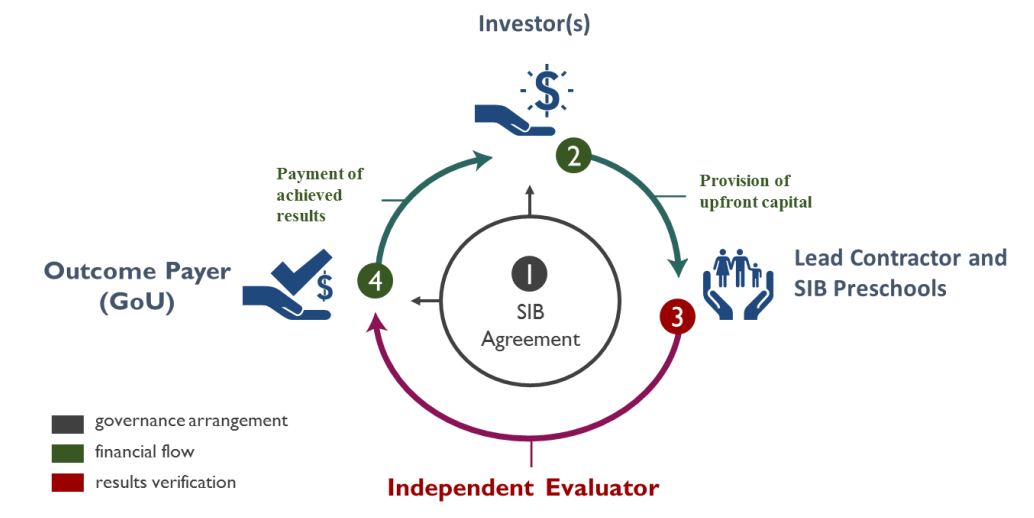 Investor(s)
$
2
Payment of
achieved
results
Provision of
upfront capital
Outcome Payer
(GoU)
$
4
1
SIB
Agreement
Lead Contractor and
SIB Preschools
3
governance arrangement
financial flow
results verification
Independent Evaluator